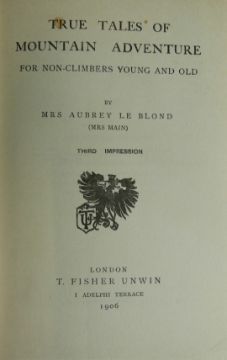 TRUE TALES OF
MOUNTAIN ADVENTURE
FOR NON-CLIMBERS YOUNG AND OLD
BY
MRS AUBREY LE BLOND
(MRS MAIN)
THIRD IMPRESSION
LONDON
T. FISHER UNWIN
1 ADELPHI TERRACE
1906